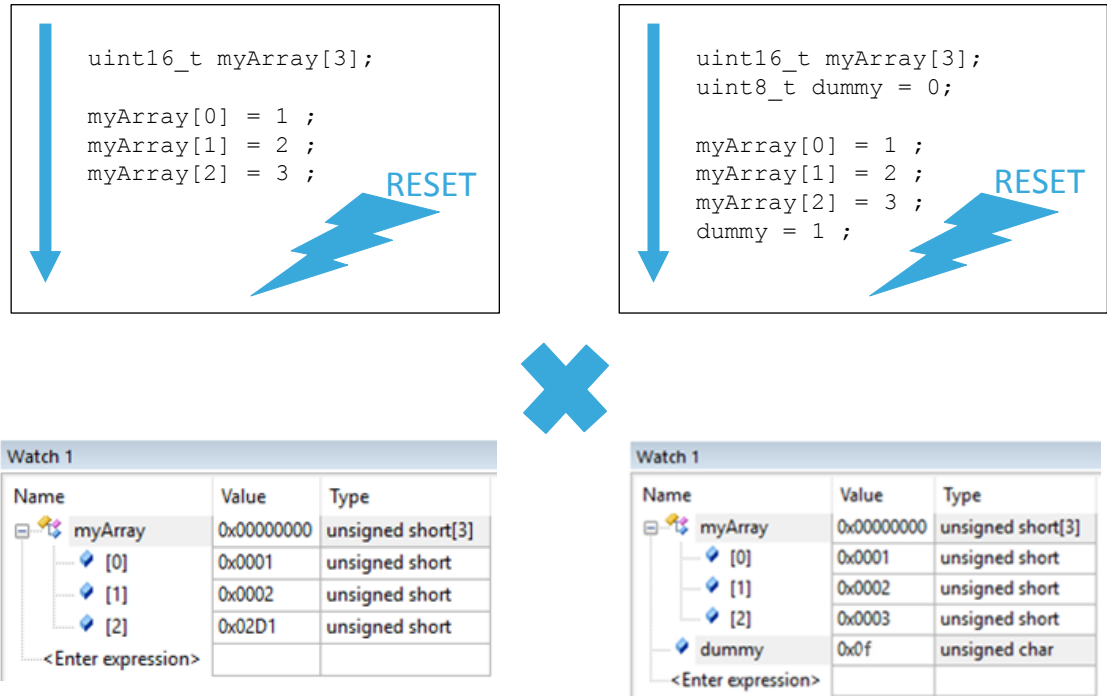 uint16_t myArray[3];
myArray[0] = 1 ;
myArray[1] = 2 ;
myArray[2] = 3 ;
RESET
uint16_t myArray[3];
uint8_t dummy = 0;
myArray[0] = 1 ;
myArray[1] = 2 ;
myArray[2] = 3 ;
dummy = 1 ;
RESET
Watch 1
Name Value Type
myArray 0x00000000 unsigned short[3]
[0] 0x0001 unsigned short
[1] 0x0002 unsigned short
[2] 0x02D1 unsigned short
<Enter expression>
Watch 1
Name Value Type
myArray 0x00000000 unsigned short[3]
[0] 0x0001 unsigned short
[1] 0x0002 unsigned short
[2] 0x0003 unsigned short
dummy 0x0f unsigned char
<Enter expression>